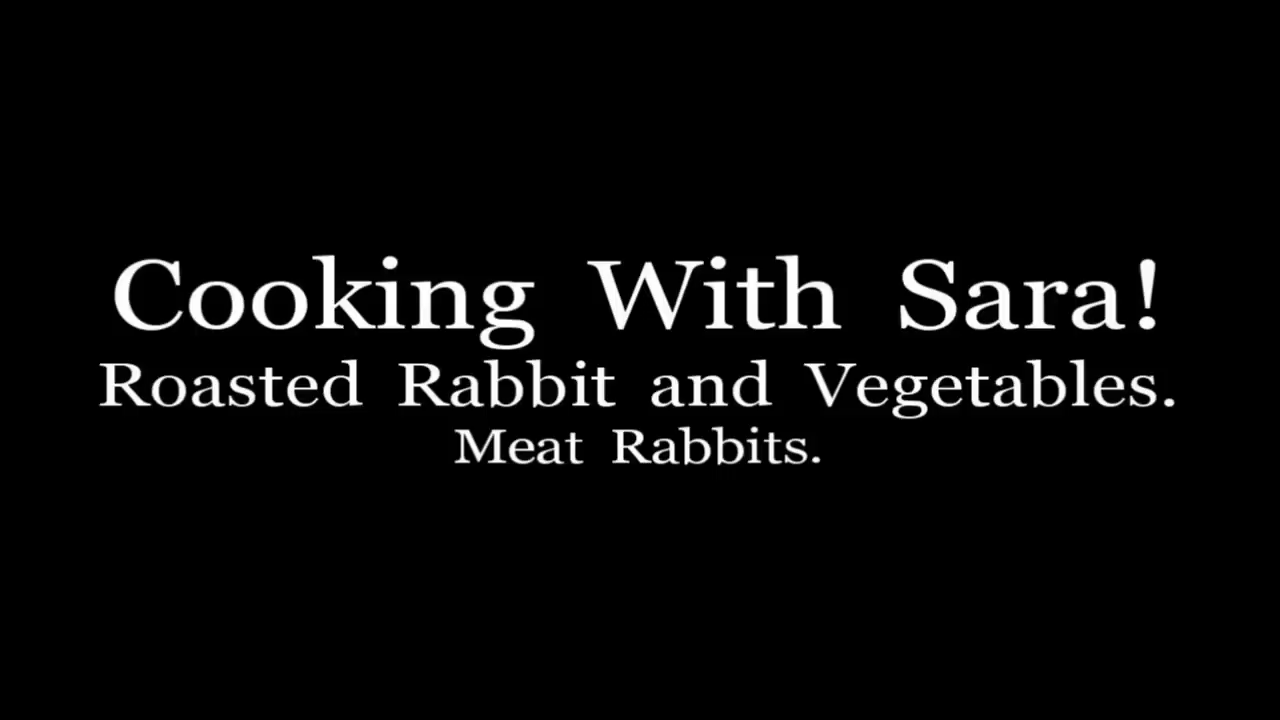 Cooking With Sara!
Roasted Rabbit and Vegetables.
Meat Rabbits.